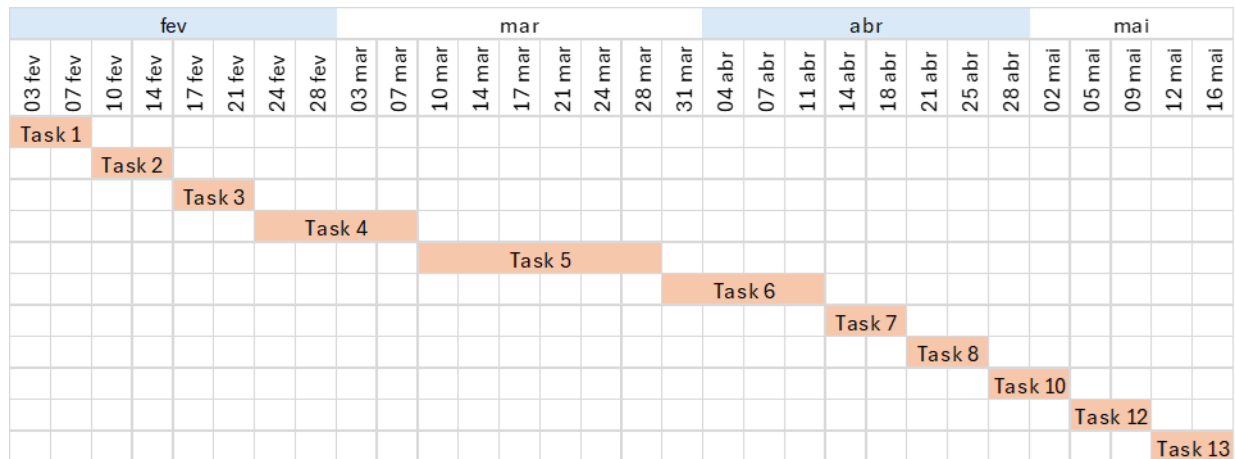 fev mar abr mai
03 fev 07 fev 10 fev 14 fev 17 fev 21 fev 24 fev 28 fev 03 mar 07 mar 10 mar 14 mar 17 mar 21 mar 24 mar 28 mar 31 mar 04 abr 07 abr 11 abr 14 abr 18 abr 21 abr 25 abr 28 abr 02 mai 05 mai 09 mai 12 mai 16 mai
Task 1
Task 2
Task 3
Task 4
Task 5
Task 6
Task 7
Task 8
Task 10
Task 12
Task 13